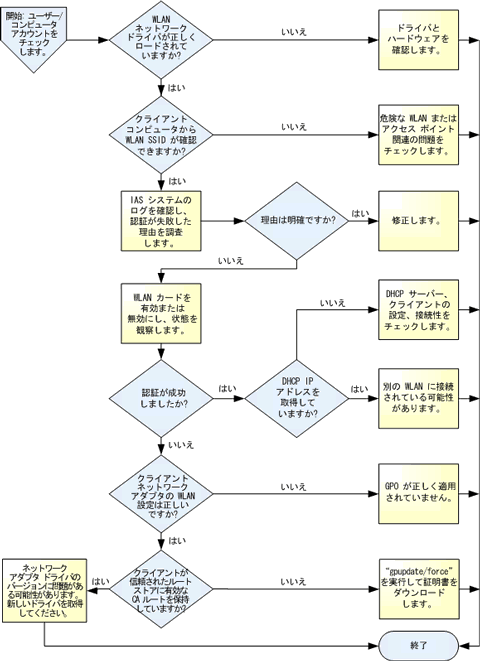 開始: ユーザー/
コンピュータ
アカウントを
チェック
します。
WLAN
ネットワーク
ドライバが正しく
ロードされて
いますか?
いいえ
ドライバと
ハードウェアを
確認します。
はい
クライアント
コンピュータから
WLAN SSID が確認
できますか?
いいえ
危険な WLAN または
アクセス ポイント
関連の問題を
チェックします。
はい
IAS システムの
ログを確認し、
認証が失敗した
理由を調査
します。
理由は明確ですか?
はい
修正します。
いいえ
WLAN カードを
有効または
無効にし、状態を
観察します。
いいえ
DHCP サーバー、
クライアントの
設定、接続性を
チェックします。
認証が成功
しましたか?
はい
DHCP IP
アドレスを
取得して
いますか?
はい
別の WLAN に接続
されている可能性
があります。
いいえ
クライアント
ネットワーク
アダプタの WLAN
設定は正しい
ですか?
いいえ
GPO が正しく適用
されていません。
はい
ネットワーク
アダプタ ドライバの
バージョンに問題がある
可能性があります。
新しいドライバを取得
してください。
はい
クライアントが
信頼されたルート
ストアに有効な
CA ルートを保持
していますか?
いいえ
“gpupdate/force”
を実行して証明書を
ダウンロード
します。
終了